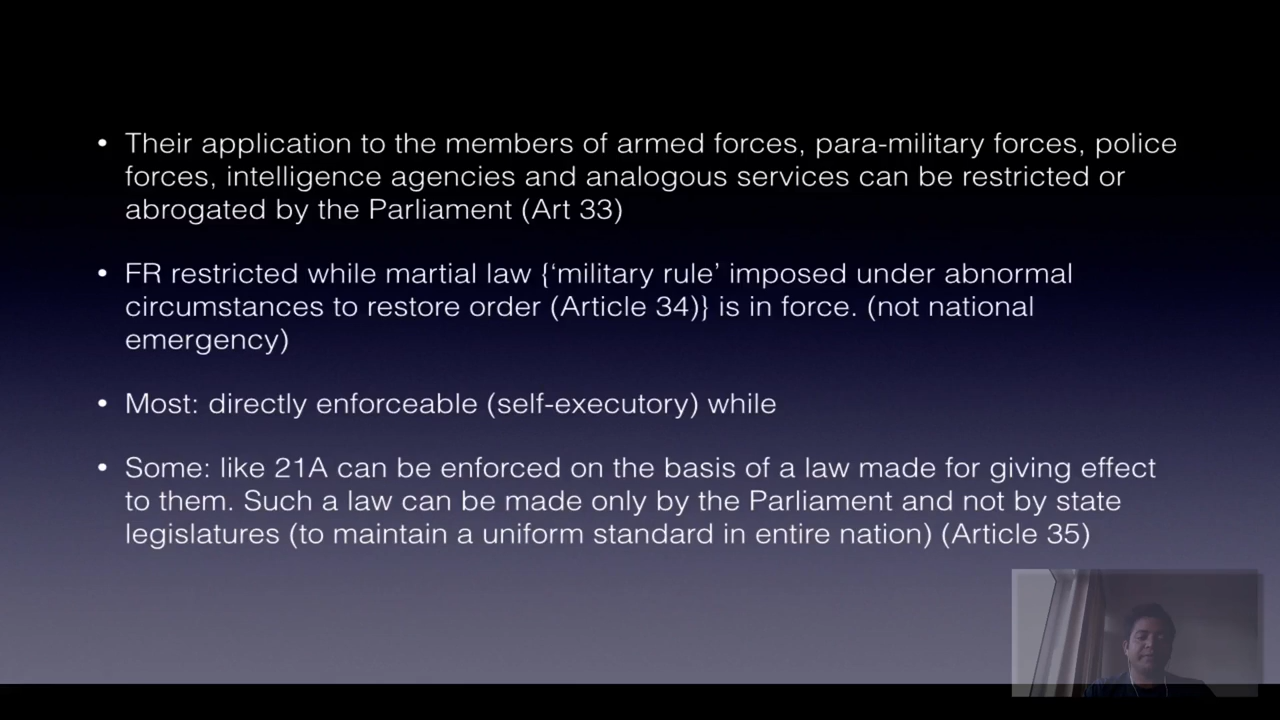 • Their application to the members of armed forces, para-military forces, police
forces, intelligence agencies and analogous services can be restricted or
abrogated by the Parliament (Art 33)
• FR restricted while martial law {‘military rule’ imposed under abnormal
circumstances to restore order (Article 34)} is in force. (not national
emergency)
• Most: directly enforceable (self-executory) while
• Some: like 21A can be enforced on the basis of a law made for giving effect
to them. Such a law can be made only by the Parliament and not by state
legislatures (to maintain a uniform standard in entire nation) (Article 35)